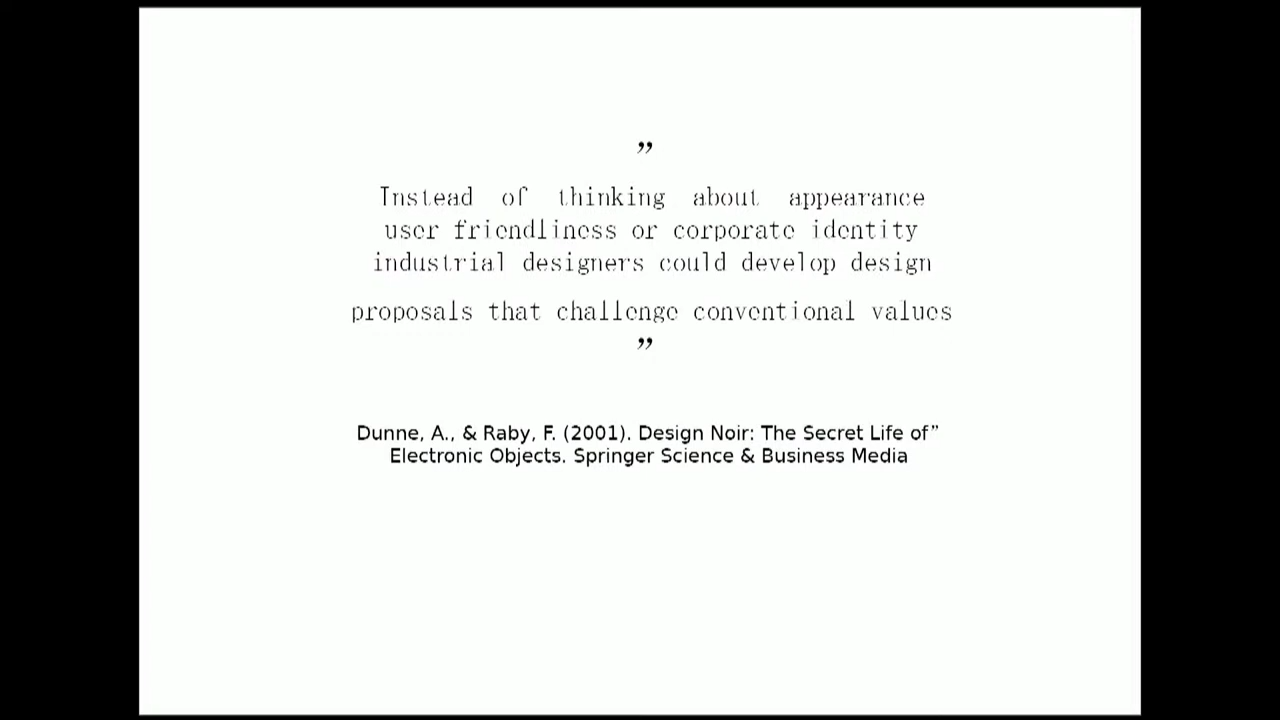 ”
Instead of thinking about appearance
user friendliness or corporate identity
industrial designers could develop design
proposals that challenge conventional values
”
Dunne, A., & Raby, F. (2001). Design Noir: The Secret Life of”
Electronic Objects. Springer Science & Business Media